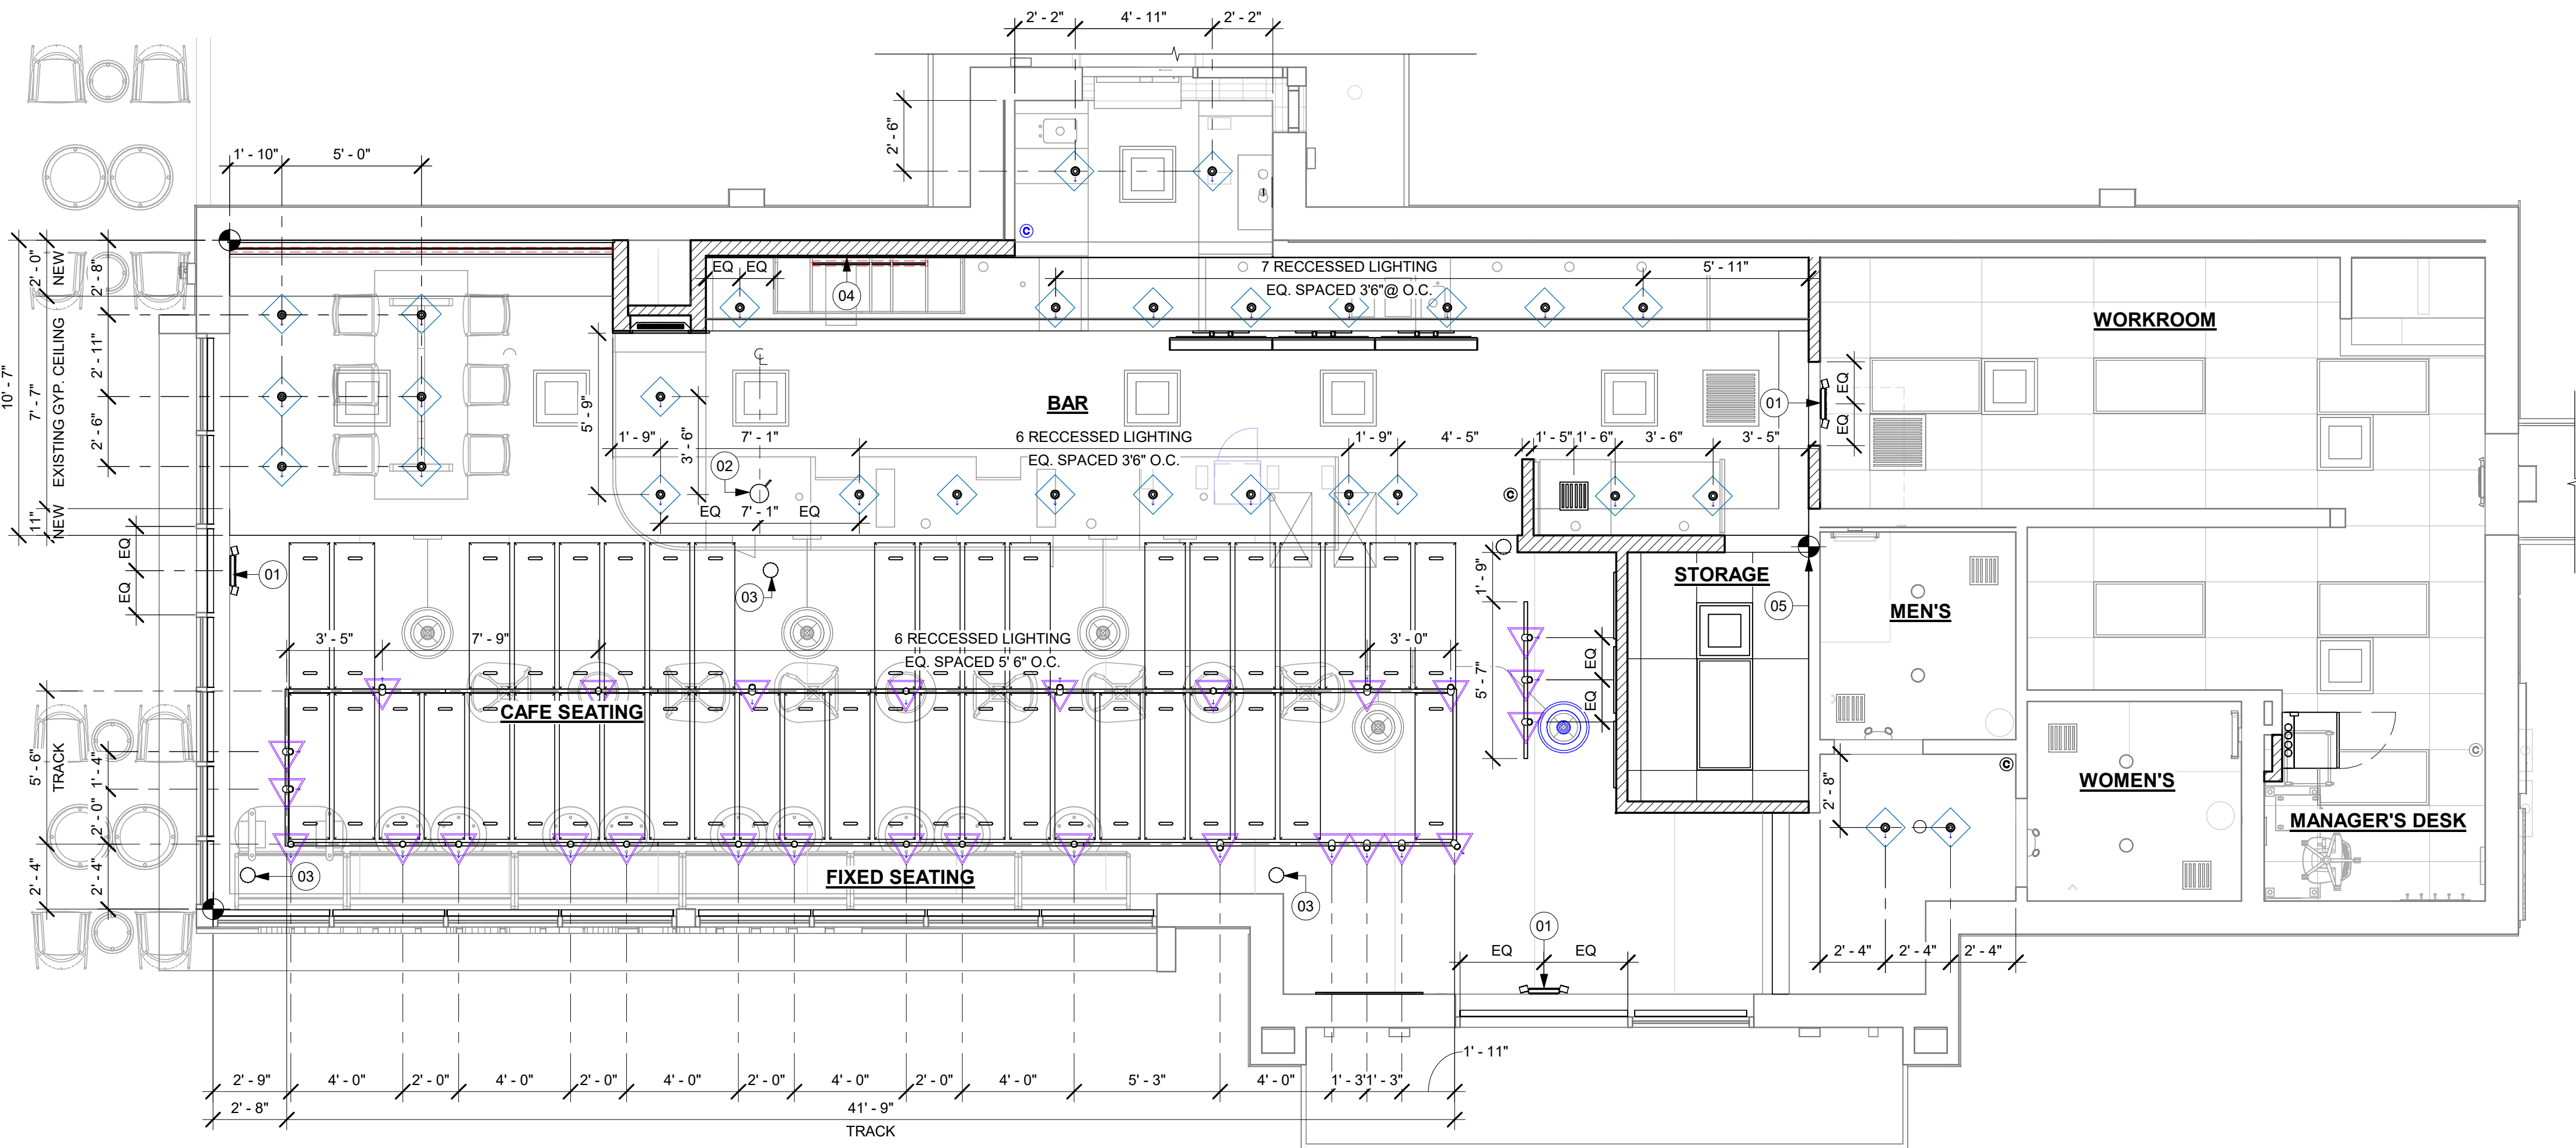 2' - 2"
4' - 11"
2' - 2"
2' - 6"
1' - 10"
5' - 0"
10' - 7"
2' - 0"
NEW
7' - 7"
EXISTING GYP. CEILING
11"
NEW
2' - 8"
2' - 11"
2' - 6"
C
EQ
EQ
04
7 RECCESSED LIGHTING
EQ. SPACED 3'6"@ O.C.
5' - 11"
WORKROOM
BAR
01
EQ
EQ
5' - 9"
3' - 6"
1' - 9"
7' - 1"
6 RECCESSED LIGHTING
EQ. SPACED 3'6" O.C.
1' - 9"
4' - 5"
1' - 5"
1' - 6"
3' - 6"
3' - 5"
02
C
EQ
7' - 1"
EQ
EQ
EQ
01
03
1' - 9"
5' - 7"
EQ
EQ
STORAGE
05
MEN'S
3' - 5"
7' - 9"
6 RECCESSED LIGHTING
EQ. SPACED 5' 6" O.C.
3' - 0"
CAFE SEATING
5' - 6"
TRACK
1' - 4"
2' - 0"
2' - 4"
2' - 4"
C
C
2' - 8"
WOMEN'S
MANAGER'S DESK
03
FIXED SEATING
03
01
EQ
EQ
2' - 4"
2' - 4"
2' - 4"
1' - 11"
2' - 9"
4' - 0"
2' - 0"
4' - 0"
2' - 0"
4' - 0"
2' - 0"
4' - 0"
2' - 0"
4' - 0"
5' - 3"
4' - 0"
1' - 3"
1' - 3"
2' - 8"
41' - 9"
TRACK